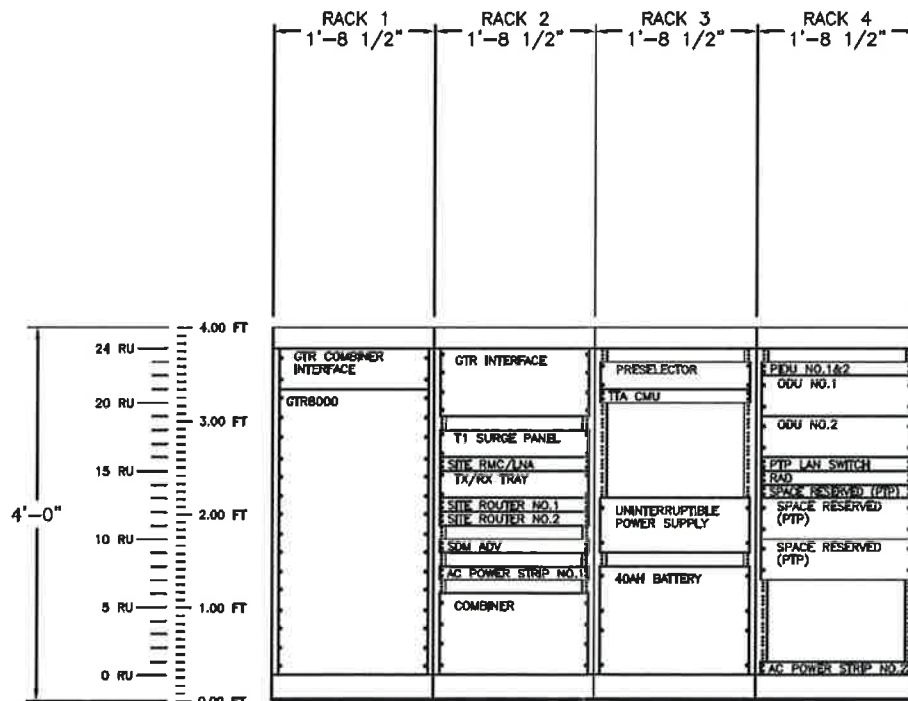 RACK 1
1'-8 1/2"
RACK 2
1'-8 1/2"
RACK 3
1'-8 1/2"
RACK 4
1'-8 1/2"
4'-0"
24 RU
20 RU
15 RU
10 RU
5 RU
0 RU
4.00 FT
3.00 FT
2.00 FT
1.00 FT
0.00 FT
GTR COMBINER
INTERFACE
GTR8000
GTR INTERFACE
T1 SURGE PANEL
SITE RMC/LNA
TX/RX TRAY
SITE ROUTER NO.1
SITE ROUTER NO.2
SDM ADV
AC POWER STRIP NO.1
COMBINER
PRESELECTOR
TTA CMU
UNINTERRUPTIBLE
POWER SUPPLY
40AH BATTERY
PIDU NO.1&2
ODU NO.1
ODU NO.2
PTP LAN SWITCH
RAD
SPACE RESERVED (PTP)
SPACE RESERVED
(PTP)
SPACE RESERVED
(PTP)
AC POWER STRIP NO.2